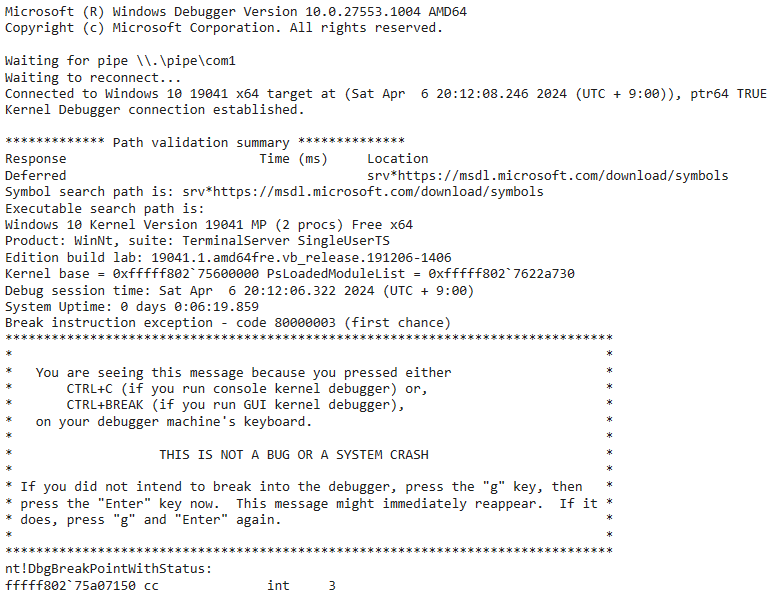 Microsoft (R) Windows Debugger Version 10.0.27553.1004 AMD64
Copyright (c) Microsoft Corporation. All rights reserved.

Waiting for pipe \\.\pipe\com1
Waiting to reconnect...
Connected to Windows 10 19041 x64 target at (Sat Apr  6 20:12:08.246 2024 (UTC + 9:00)), ptr64 TRUE
Kernel Debugger connection established.

************* Path validation summary **************
Response                         Time (ms)     Location
Deferred                                       srv*https://msdl.microsoft.com/download/symbols
Symbol search path is: srv*https://msdl.microsoft.com/download/symbols
Executable search path is:
Windows 10 Kernel Version 19041 MP (2 procs) Free x64
Product: WinNt, suite: TerminalServer SingleUserTS
Edition build lab: 19041.1.amd64fre.vb_release.191206-1406
Kernel base = 0xfffff802`75600000 PsLoadedModuleList = 0xfffff802`7622a730
Debug session time: Sat Apr  6 20:12:06.322 2024 (UTC + 9:00)
System Uptime: 0 days 0:06:19.859
Break instruction exception - code 80000003 (first chance)
*******************************************************************************
*                                                                             *
*   You are seeing this message because you pressed either                    *
*       CTRL+C (if you run console kernel debugger) or,                       *
*       CTRL+BREAK (if you run GUI kernel debugger),                          *
*   on your debugger machine's keyboard.                                      *
*                                                                             *
*                   THIS IS NOT A BUG OR A SYSTEM CRASH                       *
*                                                                             *
* If you did not intend to break into the debugger, press the "g" key, then   *
* press the "Enter" key now.  This message might immediately reappear.  If it *
* does, press "g" and "Enter" again.                                          *
*                                                                             *
*******************************************************************************
nt!DbgBreakPointWithStatus:
fffff802`75a07150 cc              int     3